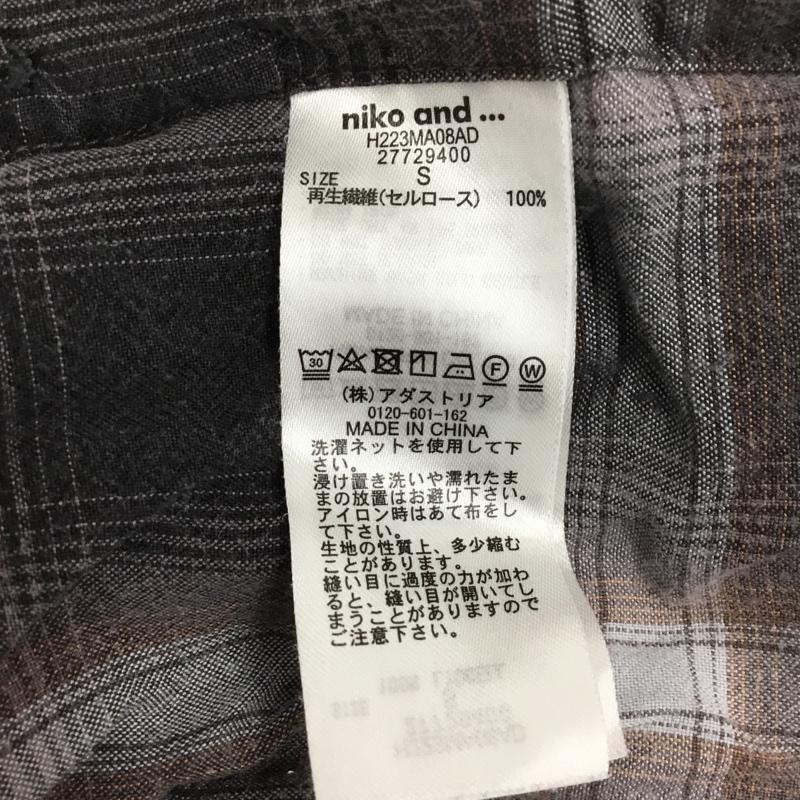 niko and ...
H223MA08AD
27729400
SIZE S
再生繊維(セルロース) 100%
30
F W
(株)アダストリア
0120-601-162
MADE IN CHINA
洗濯ネットを使用して下
さい。
浸け置き洗いや濡れたま
まの放置はお避け下さい。
アイロン時はあて布をし
て下さい。
生地の性質上、多少縮む
ことがあります。
縫い目に過度の力が加わ
ると、縫い目が開いてし
まうことがありますので
ご注意下さい。